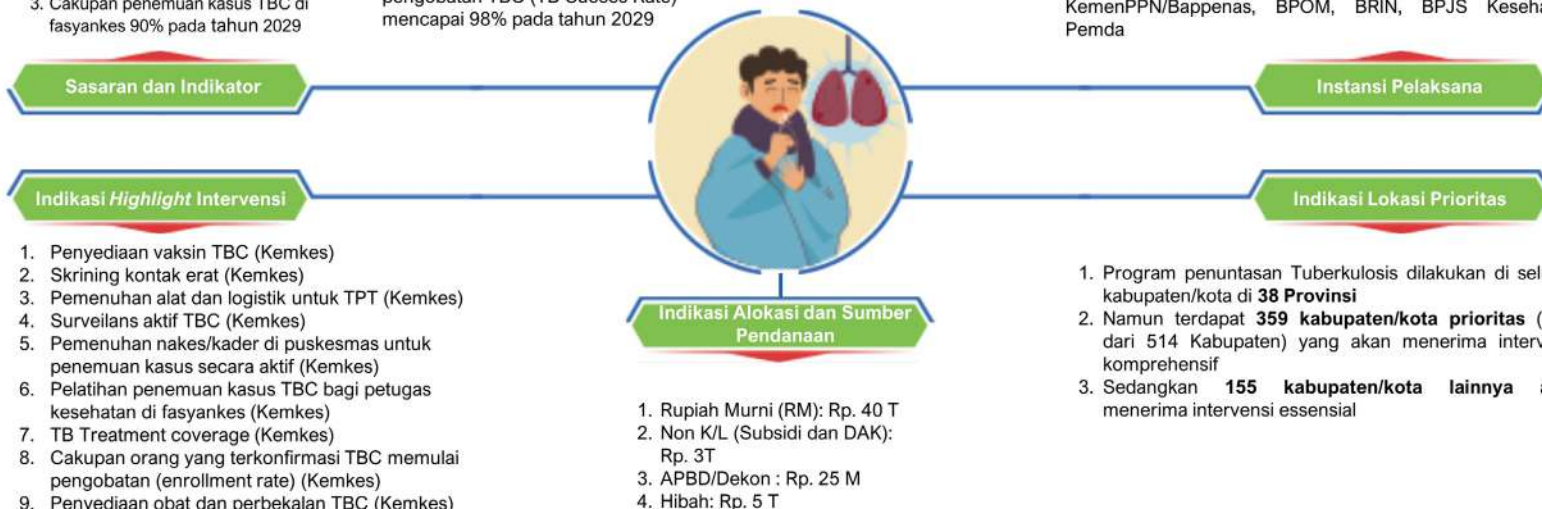 3. Cakupan penemuan kasus TBC di
fasyankes 90% pada tahun 2029
pengobatan TBC (TB Sucses Rate)
mencapai 98% pada tahun 2029
KemenPPN/Bappenas, BPOM, BRIN, BPJS
Pemda
Sasaran dan Indikator
Instansi Pelaksana
Indikasi Highlight Intervensi
1. Penyediaan vaksin TBC (Kemkes)
2. Skrining kontak erat (Kemkes)
3. Pemenuhan alat dan logistik untuk TPT (Kemkes)
4. Surveilans aktif TBC (Kemkes)
5. Pemenuhan nakes/kader di puskesmas untuk
penemuan kasus secara aktif (Kemkes)
6. Pelatihan penemuan kasus TBC bagi petugas
kesehatan di fasyankes (Kemkes)
7. TB Treatment coverage (Kemkes)
8. Cakupan orang yang terkonfirmasi TBC memulai
pengobatan (enrollment rate) (Kemkes)
9. Penyediaan obat dan perbekalan TBC (Kemkes)
Indikasi Alokasi dan Sumber
Pendanaan
1. Rupiah Murni (RM): Rp. 40 T
2. Non K/L (Subsidi dan DAK):
Rp. 3T
3. APBD/Dekon : Rp. 25 M
4. Hibah: Rp. 5 T
Indikasi Lokasi Prioritas
1. Program penuntasan Tuberkulosis dilakukan di
kabupaten/kota di 38 Provinsi
2. Namun terdapat 359 kabupaten/kota prioritas
dari 514 Kabupaten) yang akan menerima
komprehensif
3. Sedangkan 155 kabupaten/kota lainnya
menerima intervensi essensial